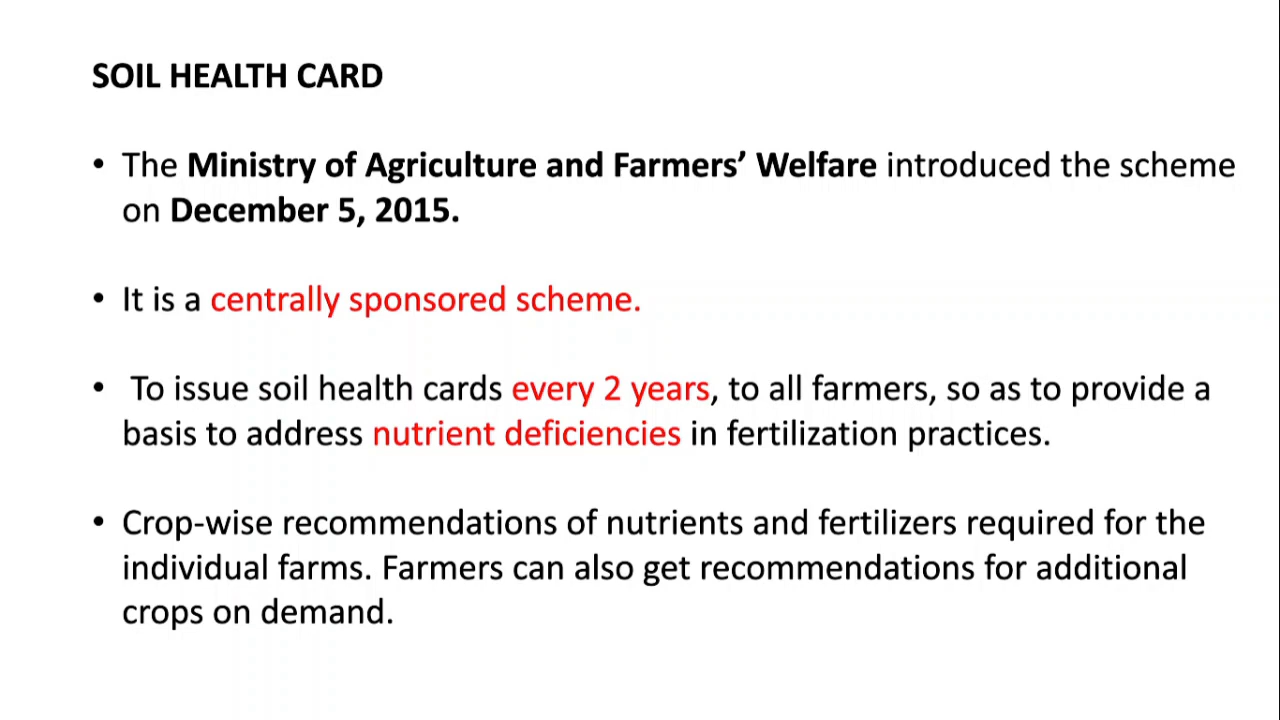 SOIL HEALTH CARD
• The Ministry of Agriculture and Farmers’ Welfare introduced the scheme
on December 5, 2015.
• It is a centrally sponsored scheme.
• To issue soil health cards every 2 years, to all farmers, so as to provide a
basis to address nutrient deficiencies in fertilization practices.
• Crop-wise recommendations of nutrients and fertilizers required for the
individual farms. Farmers can also get recommendations for additional
crops on demand.